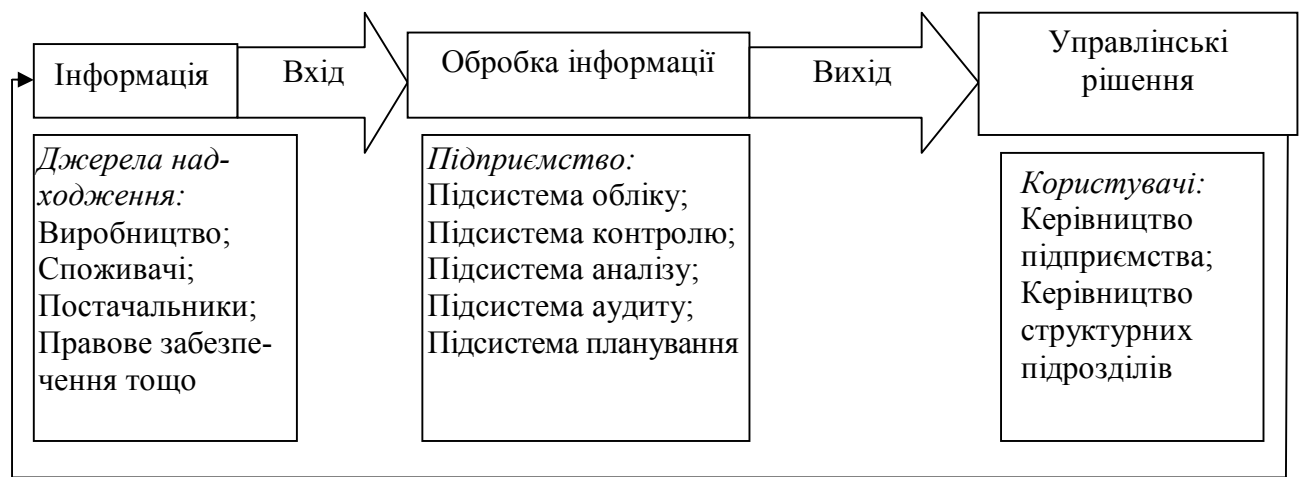 Інформація
Вхід
Обробка інформації
Вихід
Управлінські
рішення
Джерела над-
ходження:
Виробництво;
Споживачі;
Постачальники;
Правове забезпе-
чення тощо
Підприємство:
Підсистема обліку;
Підсистема контролю;
Підсистема аналізу;
Підсистема аудиту;
Підсистема планування
Користувачі:
Керівництво
підприємства;
Керівництво
структурних
підрозділів